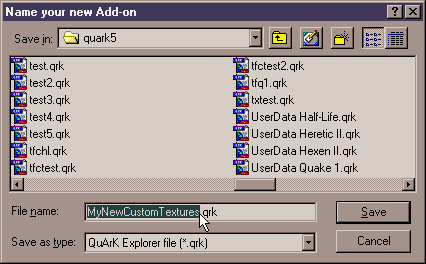 Name your new Add-on
Save in: quark5
test.qrk
test2.qrk
test3.qrk
test4.qrk
test5.qrk
tfchl.qrk
tfctest.qrk
tfctest2.qrk
tfq1.qrk
txtest.qrk
UserData Half-Life.qrk
UserData Heretic II.qrk
UserData Hexen II.qrk
UserData Quake 1.qrk
File name: MyNewCustomTextures.qrk
Save
Save as type: QuArK Explorer file (*.qrk)
Cancel